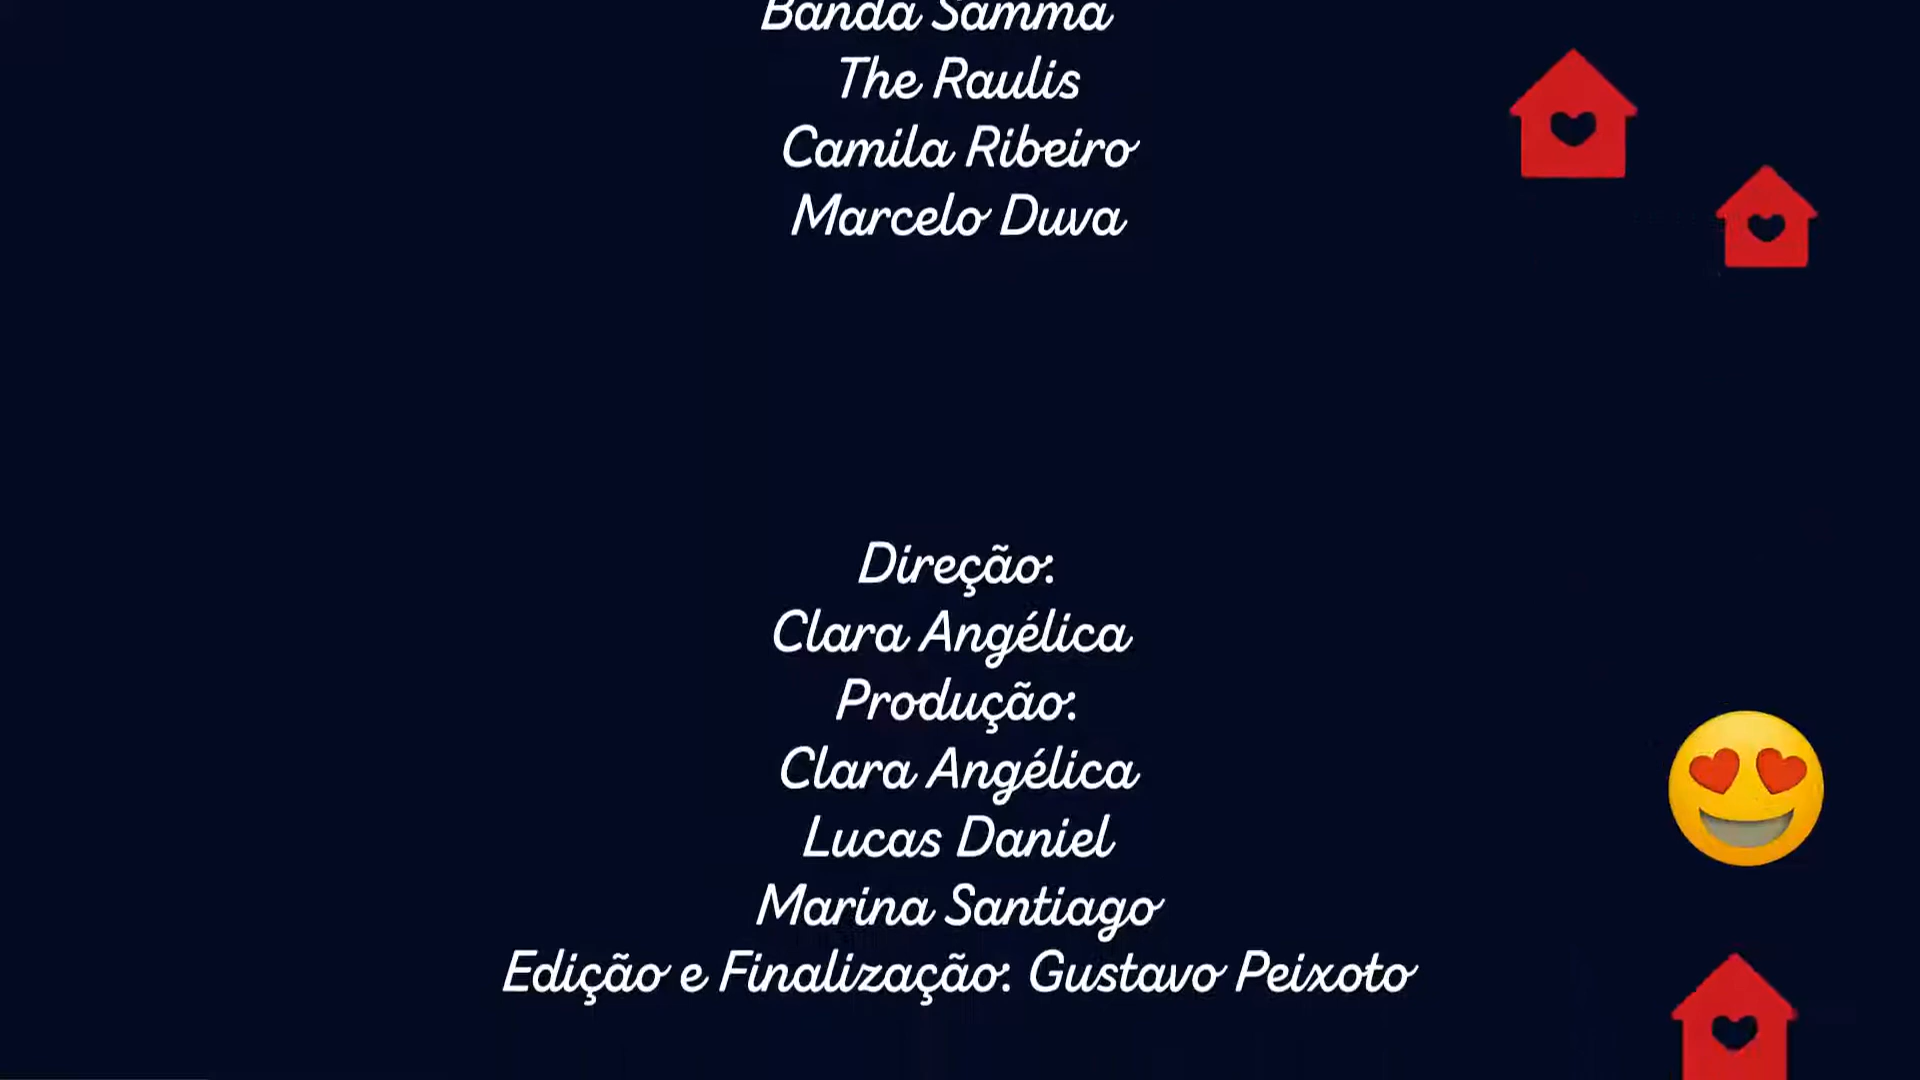 Banda Samma
The Raulis
Camila Ribeiro
Marcelo Duva
Direção:
Clara Angélica
Produção:
Clara Angélica
Lucas Daniel
Marina Santiago
Edição e Finalização: Gustavo Peixoto